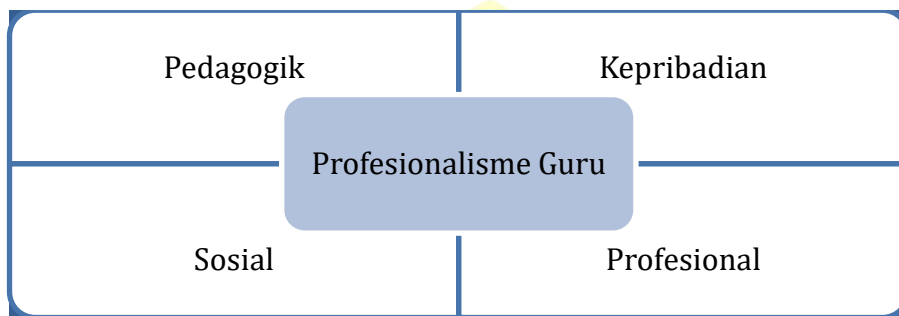 Pedagogik
Kepribadian
Profesionalisme Guru
Sosial
Profesional